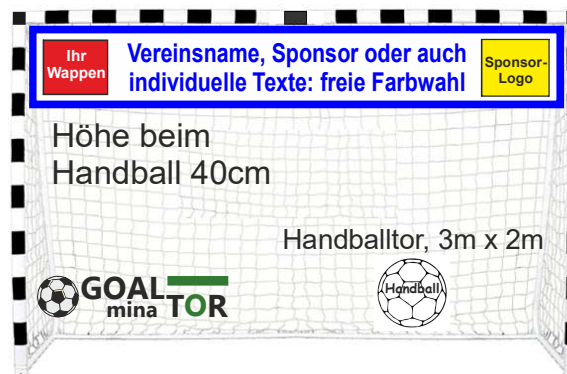 Ihr
Wappen
Vereinsname, Sponsor oder auch
individuelle Texte: freie Farbwahl
Sponsor-
Logo
Höhe beim
Handball 40cm
Handballtor, 3m x 2m
GOAL
mina TOR
Handball